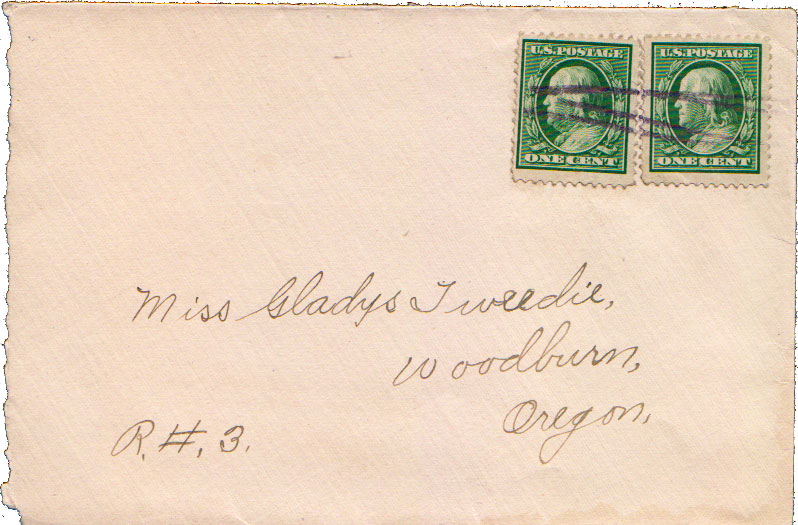 U.S.POSTAGE U.S.POSTAGE
ONE CENT ONE CENT
Miss Gladys Tweedie,
Woodburn,
Oregon,
R.#.3.